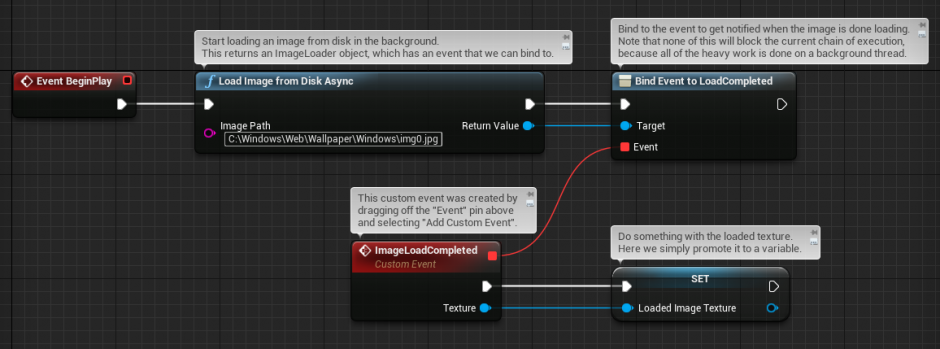 Start loading an image from disk in the background.
This returns an ImageLoader object, which has an event that we can bind to.
Bind to the event to get notified when the image is done loading.
Note that none of this will block the current chain of execution,
because all of the heavy work is done on a background thread.
Event BeginPlay
Load Image from Disk Async
Image Path
C:\Windows\Web\Wallpaper\Windows\img0.jpg
Return Value
Bind Event to LoadCompleted
Target
Event
This custom event was created by
dragging off the "Event" pin above
and selecting "Add Custom Event".
ImageLoadCompleted
Custom Event
Texture
Do something with the loaded texture.
Here we simply promote it to a variable.
SET
Loaded Image Texture